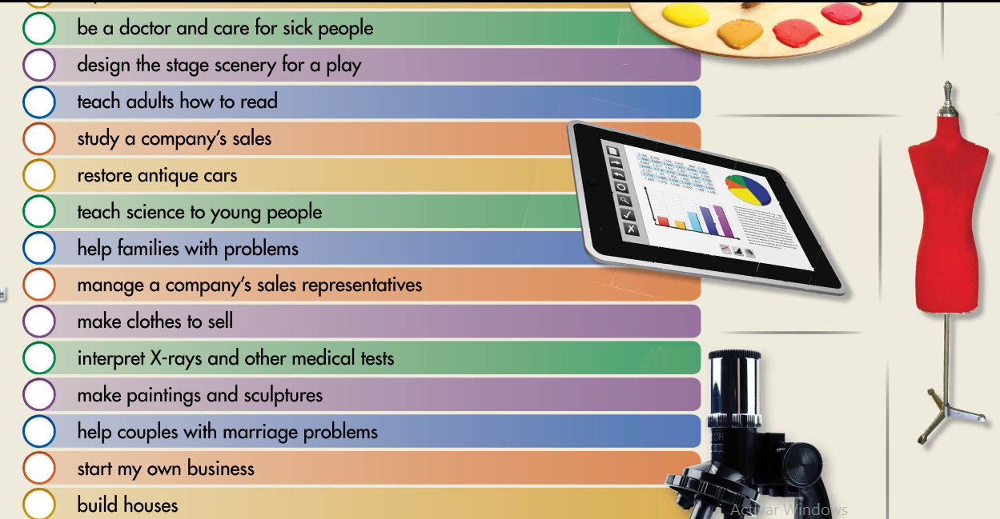 be a doctor and care for sick people
design the stage scenery for a play
teach adults how to read
study a company's sales
restore antique cars
teach science to young people
help families with problems
manage a company's sales representatives
make clothes to sell
interpret X-rays and other medical tests
make paintings and sculptures
help couples with marriage problems
start my own business
build houses
Activar Windows